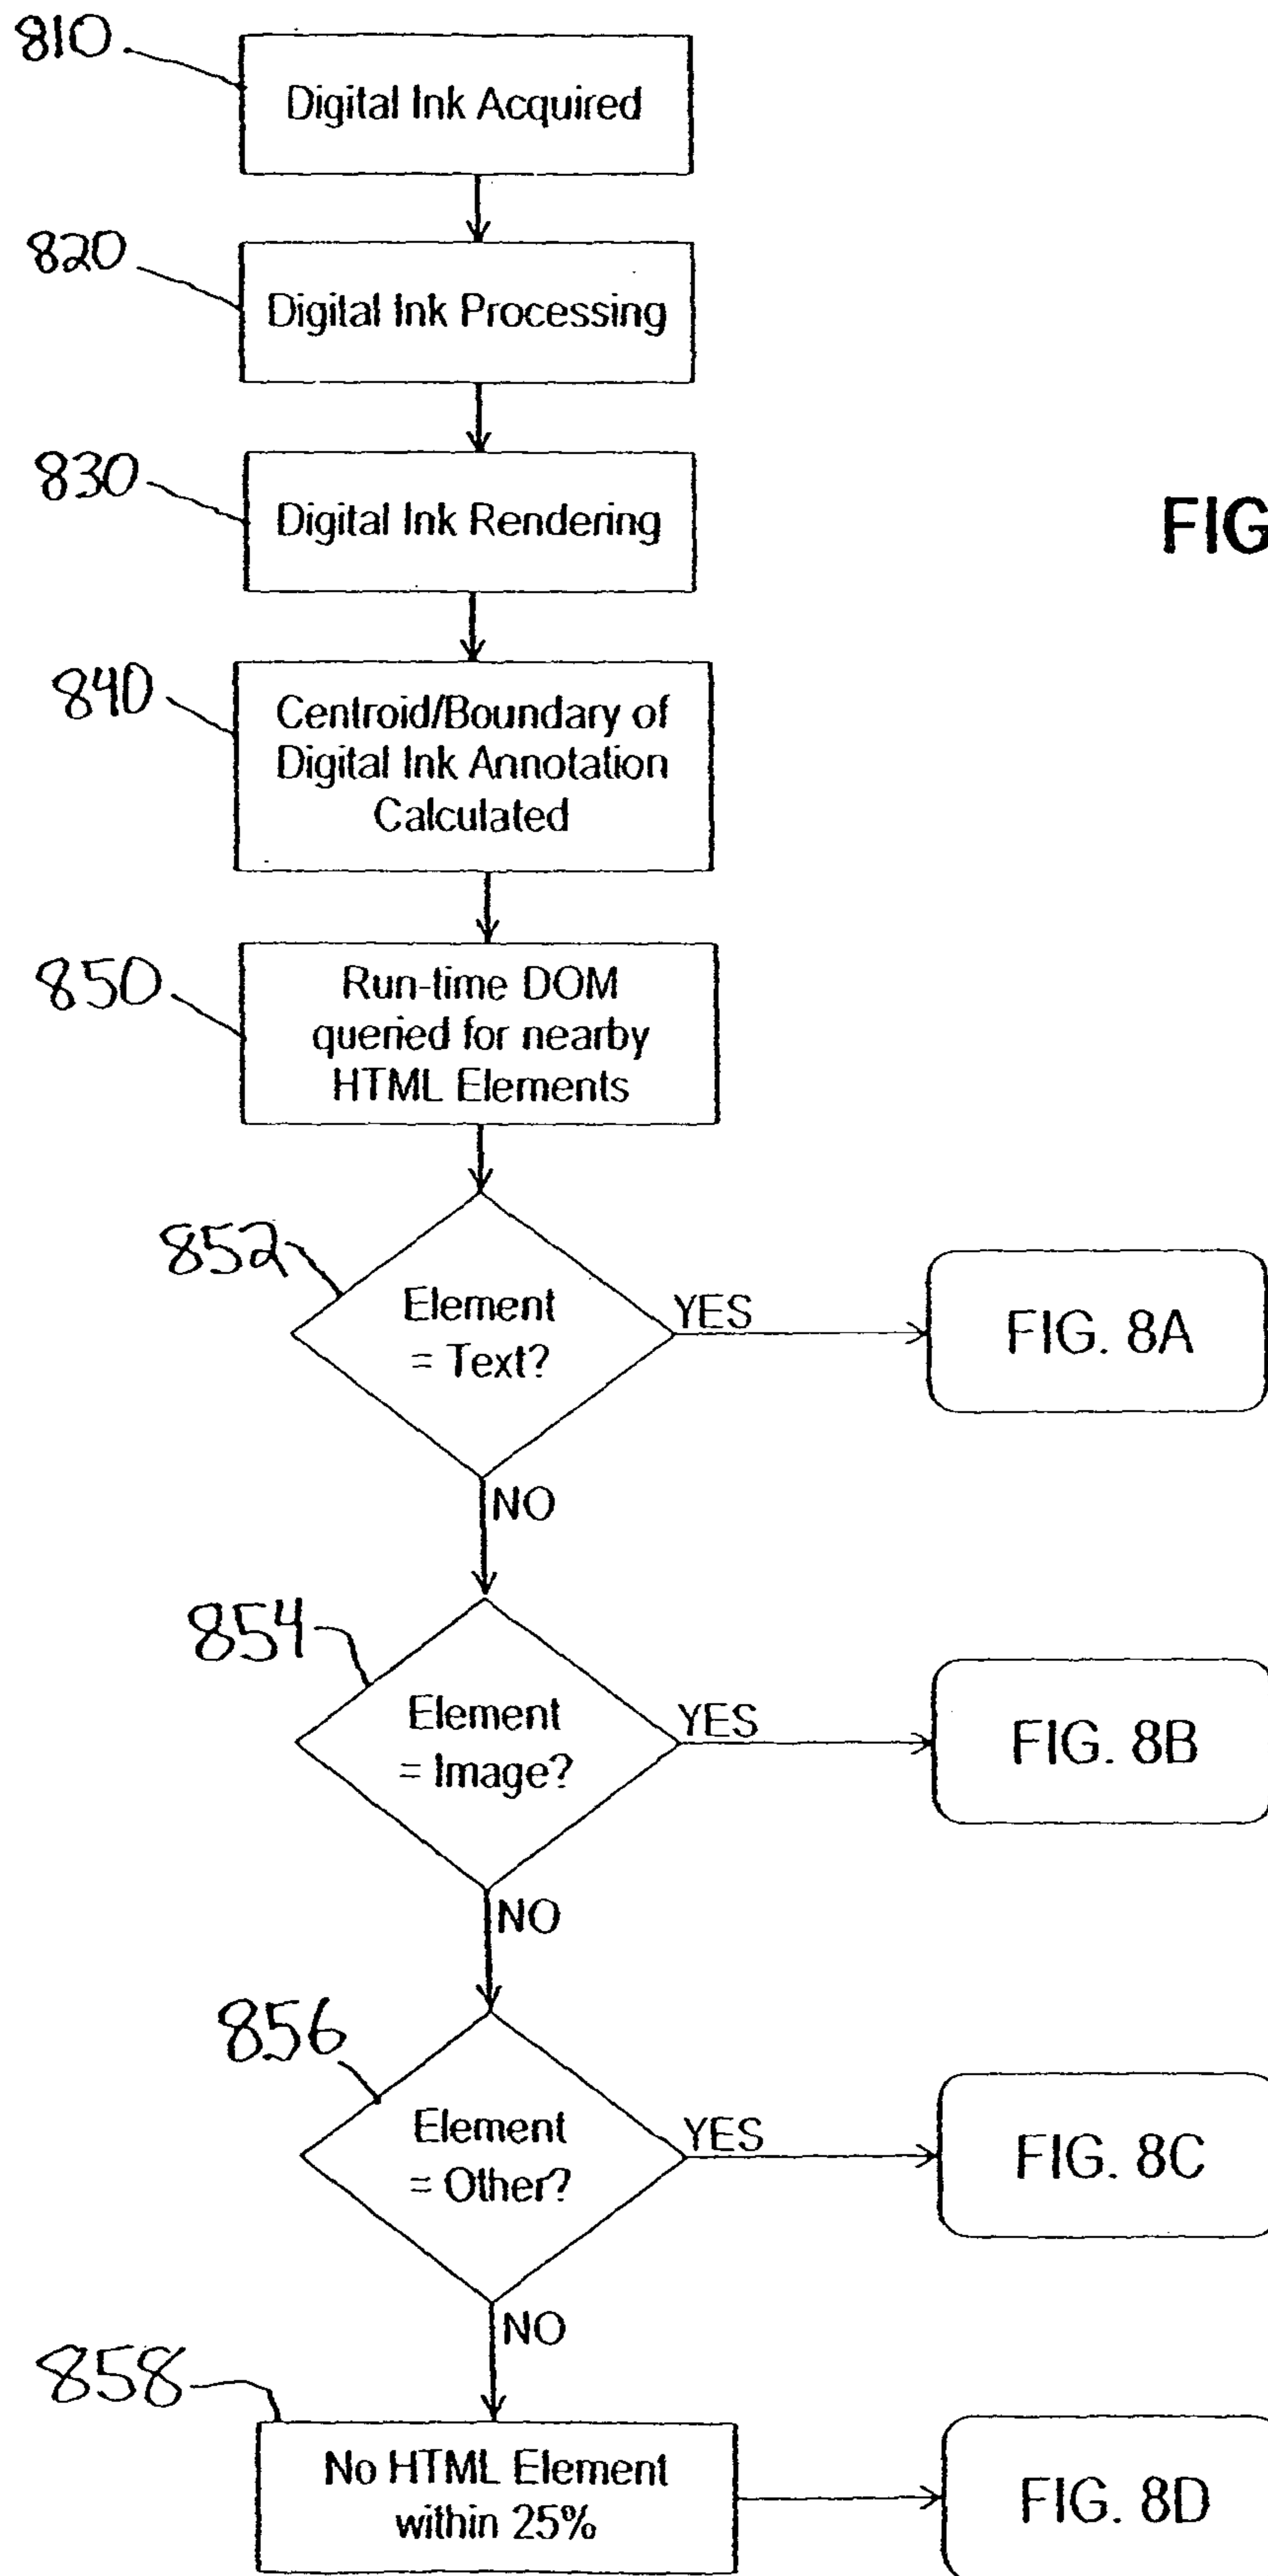 810
Digital Ink Acquired
820
Digital Ink Processing
830
Digital Ink Rendering
FIG
840
Centroid/Boundary of
Digital Ink Annotation
Calculated
850
Run-time DOM
queried for nearby
HTML Elements
852
Element
= Text?
YES
FIG. 8A
NO
854
Element
= Image?
YES
FIG. 8B
NO
856
Element
= Other?
YES
FIG. 8C
NO
858
No HTML Element
within 25%
FIG. 8D